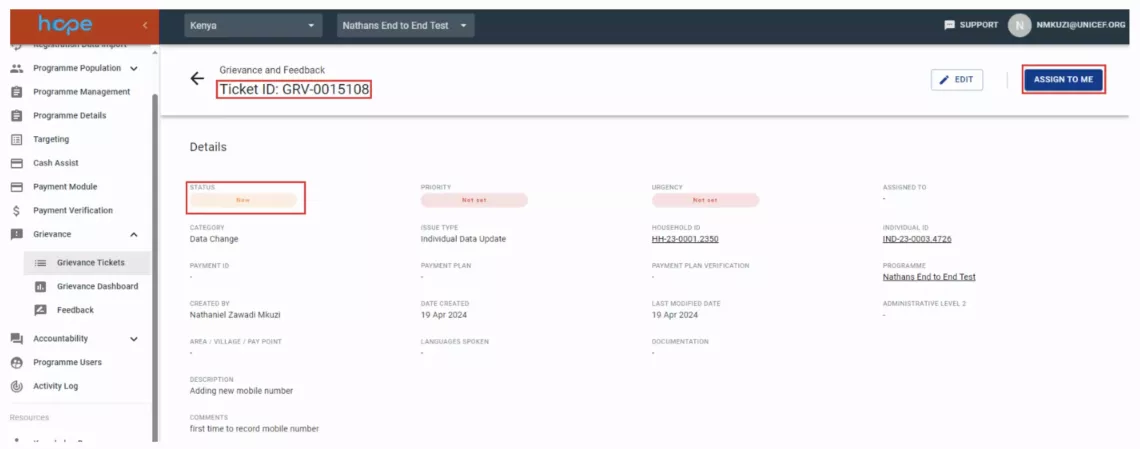 hope
Kenya
Nathans End to End Test
SUPPORT
N
NMKUZI@UNICEF.ORG
Registration Data Import
Programme Population
Programme Management
Programme Details
Targeting
Cash Assist
Payment Module
Payment Verification
Grievance
Grievance Tickets
Grievance Dashboard
Feedback
Accountability
Programme Users
Activity Log
Resources
Grievance and Feedback
Ticket ID: GRV-0015108
EDIT
ASSIGN TO ME
Details
STATUS
New
PRIORITY
Not set
URGENCY
Not set
ASSIGNED TO
-
CATEGORY
Data Change
ISSUE TYPE
Individual Data Update
HOUSEHOLD ID
HH-23-0001.2350
INDIVIDUAL ID
IND-23-0003.4726
PAYMENT ID
-
PAYMENT PLAN
-
PAYMENT PLAN VERIFICATION
-
PROGRAMME
Nathans End to End Test
CREATED BY
Nathaniel Zawadi Mkuzi
DATE CREATED
19 Apr 2024
LAST MODIFIED DATE
19 Apr 2024
ADMINISTRATIVE LEVEL 2
-
AREA / VILLAGE / PAY POINT
-
LANGUAGES SPOKEN
-
DOCUMENTATION
-
DESCRIPTION
Adding new mobile number
COMMENTS
first time to record mobile number